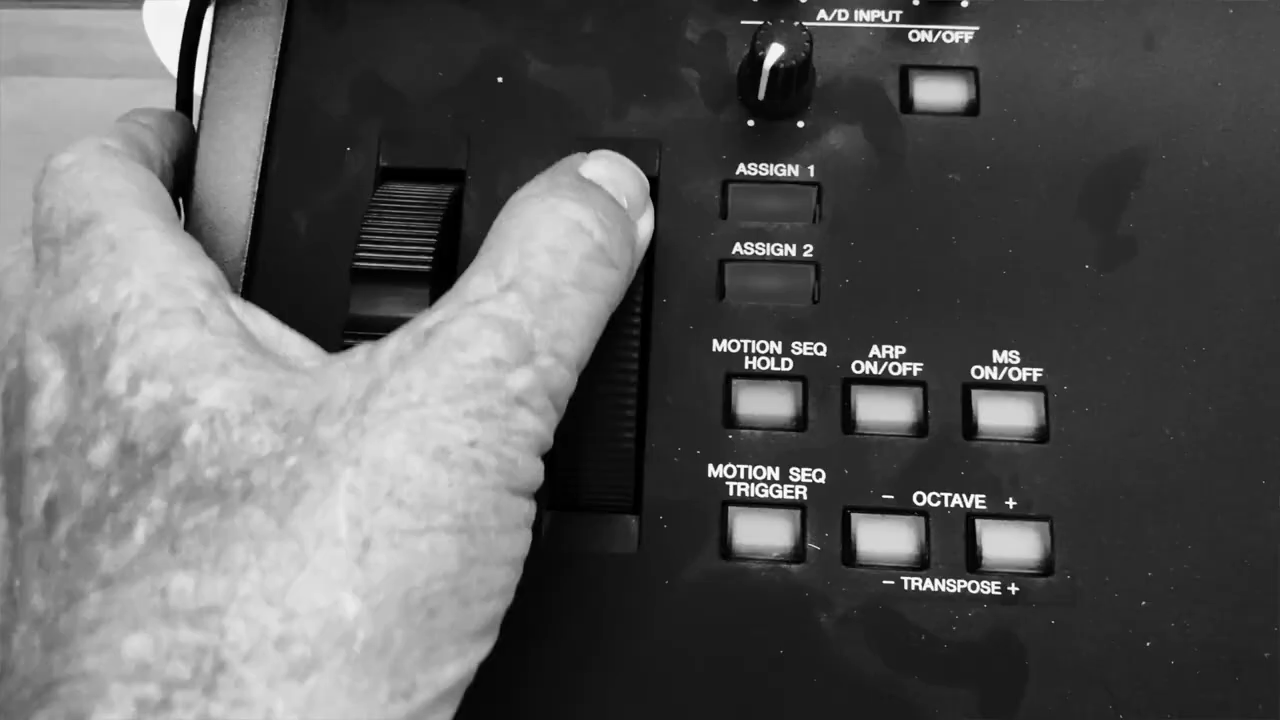 A/D INPUT
ON/OFF
ASSIGN 1
ASSIGN 2
MOTION SEQ
HOLD
ARP
ON/OFF
MS
ON/OFF
MOTION SEQ
TRIGGER
− OCTAVE +
− TRANSPOSE +